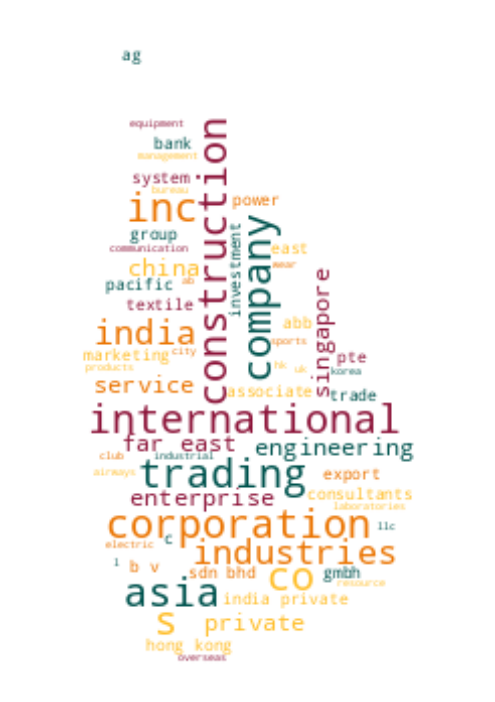 ag
equipment
bank
management
construction
system
bureau
inc
power
company
group
investment
communication
east
china
wear
singapore
pacific
ab
textile
abb
india
sports
marketing
city
pte
products
hk
uk
korea
service
associate
trade
international
far east
engineering
club
industrial
trading
airways
export
enterprise
consultants
laboratories
corporation
llc
c
electric
industries
l
b v
sdn bhd
co
gmbh
resource
asia
india private
s
private
hong kong
overseas